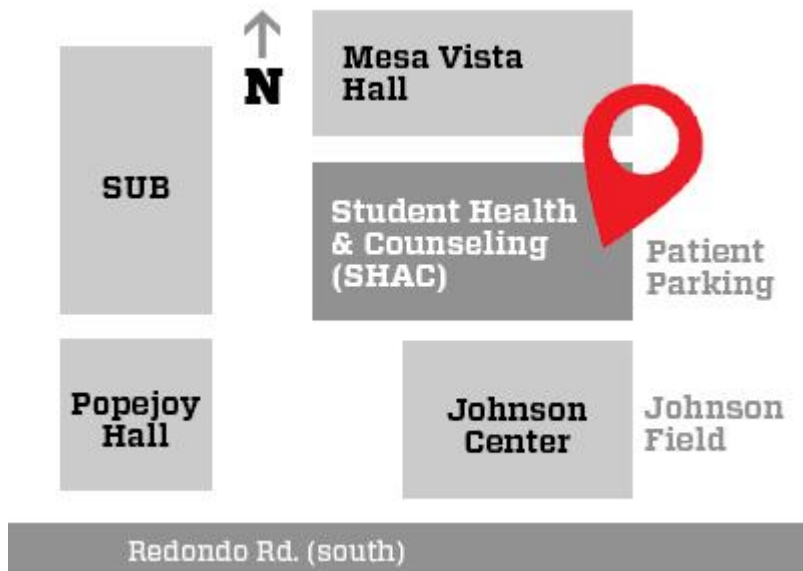 N
Mesa Vista
Hall
SUB
Student Health
& Counseling
(SHAC)
Patient
Parking
Popejoy
Hall
Johnson
Center
Johnson
Field
Redondo Rd. (south)